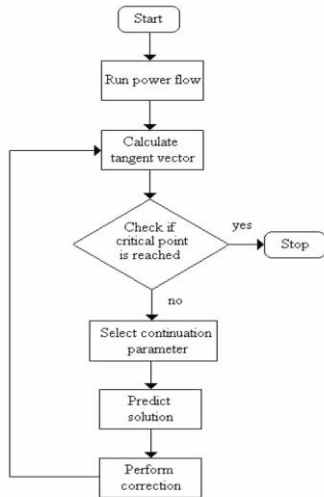 Start
Run power flow
Calculate
tangent vector
Check if
critical point
is reached
yes
Stop
no
Select continuation
parameter
Predict
solution
Perform
correction